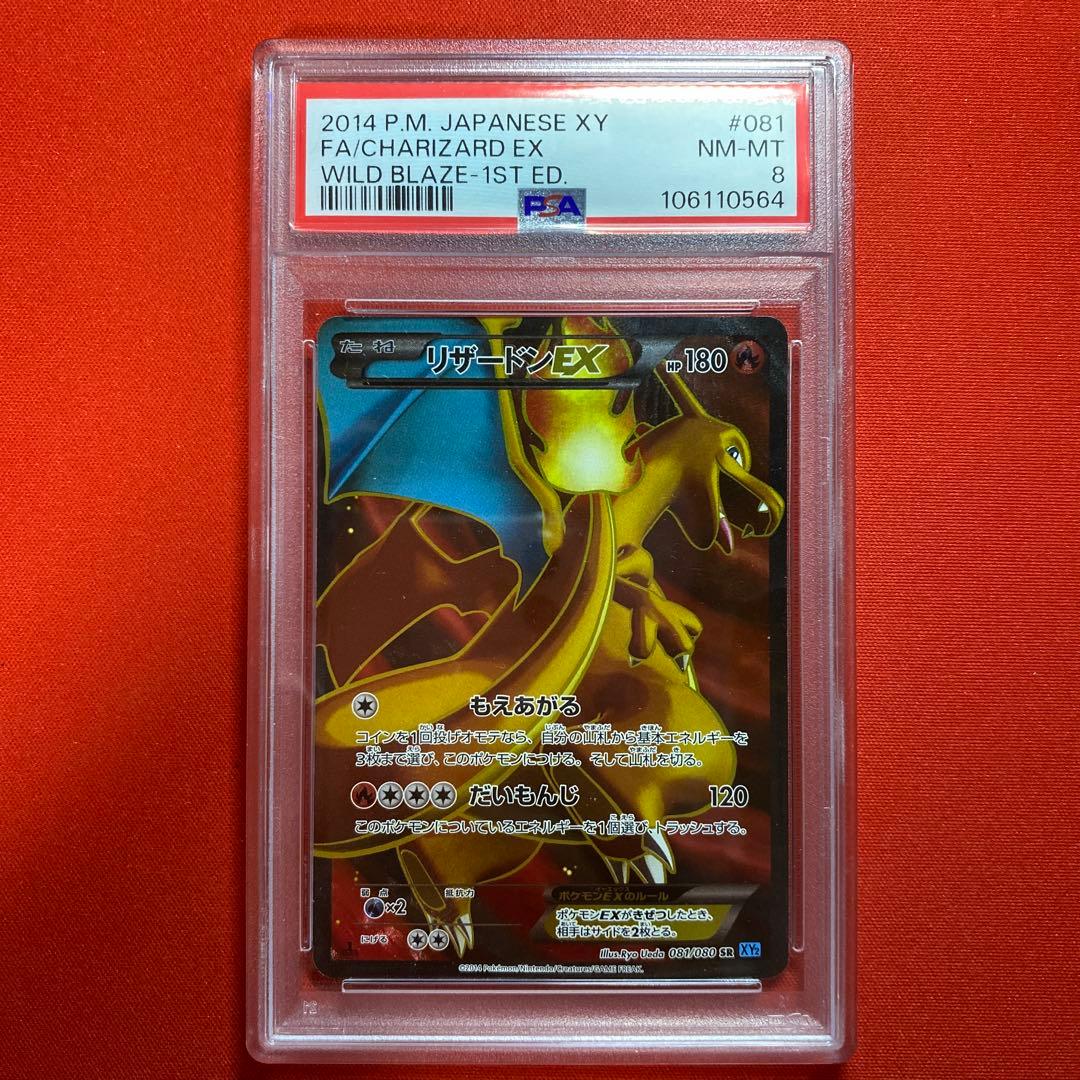 2014 P.M. JAPANESE XY #081
FA/CHARIZARD EX NM-MT
WILD BLAZE-1ST ED. 8
PSA 106110564
たね リザードンEX HP180
もえあがる
コインを1回投げオモテなら、自分の山札から基本エネルギーを
3枚まで選び、このポケモンにつける。そして山札を切る。
だいもんじ 120
このポケモンについているエネルギーを1個選び、トラッシュする。
弱点 抵抗力
×2
にげる
ポケモンEXのルール
ポケモンEXがきぜつしたとき、
相手はサイドを2枚とる。
Illus.Ryo Ueda 081/080 SR XY2
©2014 Pokémon/Nintendo/Creatures/GAME FREAK.